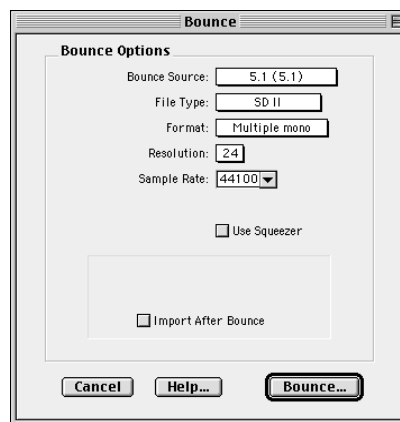 Bounce
Bounce Options
Bounce Source: 5.1 (5.1)
File Type: SD II
Format: Multiple mono
Resolution: 24
Sample Rate: 44100
Use Squeezer
Import After Bounce
Cancel Help... Bounce...